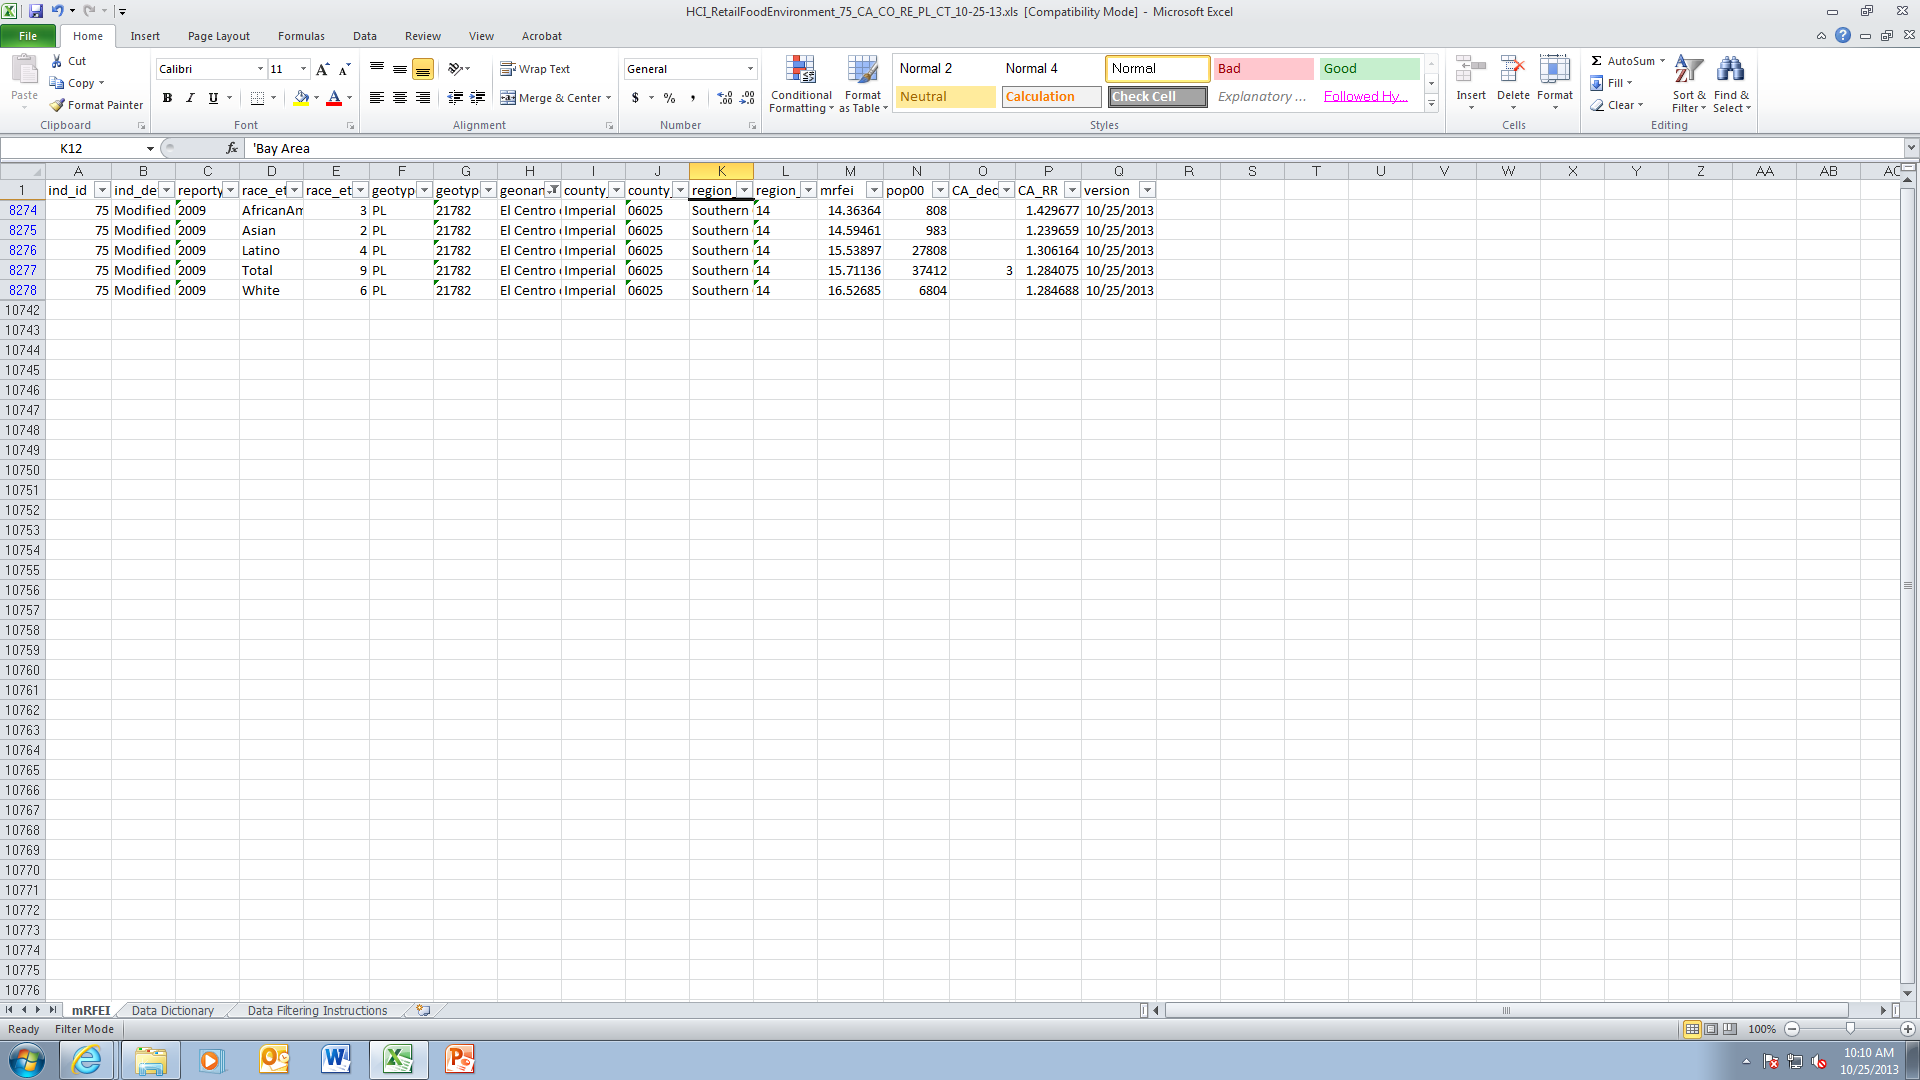 HCI_RetailFoodEnvironment_75_CA_CO_RE_PL_CT_10-25-13.xls [Compatibility Mode] - Microsoft Excel
File Home Insert Page Layout Formulas Data Review View Acrobat
Paste Cut Copy Format Painter Clipboard
Calibri 11 B I U Font
Wrap Text Merge & Center Alignment
General $ % , Number
Conditional Formatting Format as Table
Normal 2 Normal 4 Normal Bad Good
Neutral Calculation Check Cell Explanatory ... Followed Hy...
Styles
Insert Delete Format Cells
AutoSum Fill Clear Sort & Filter Find & Select Editing
K12 fx 'Bay Area
A B C D E F G H I J K L M N O P Q R S T U V W X Y Z AA AB AC
1 ind_id ind_de reporty race_et race_et geotyp geotyp geonan county_ county_ region_ region_ mrfei pop00 CA_dec CA_RR version
8274 75 Modified 2009 AfricanAm 3 PL 21782 El Centro Imperial 06025 Southern 14 14.36364 808 1.429677 10/25/2013
8275 75 Modified 2009 Asian 2 PL 21782 El Centro Imperial 06025 Southern 14 14.59461 983 1.239659 10/25/2013
8276 75 Modified 2009 Latino 4 PL 21782 El Centro Imperial 06025 Southern 14 15.53897 27808 1.306164 10/25/2013
8277 75 Modified 2009 Total 9 PL 21782 El Centro Imperial 06025 Southern 14 15.71136 37412 3 1.284075 10/25/2013
8278 75 Modified 2009 White 6 PL 21782 El Centro Imperial 06025 Southern 14 16.52685 6804 1.284688 10/25/2013
10742
10743
10744
10745
10746
10747
10748
10749
10750
10751
10752
10753
10754
10755
10756
10757
10758
10759
10760
10761
10762
10763
10764
10765
10766
10767
10768
10769
10770
10771
10772
10773
10774
10775
10776
mRFEI Data Dictionary Data Filtering Instructions
Ready Filter Mode 100%
10:10 AM
10/25/2013